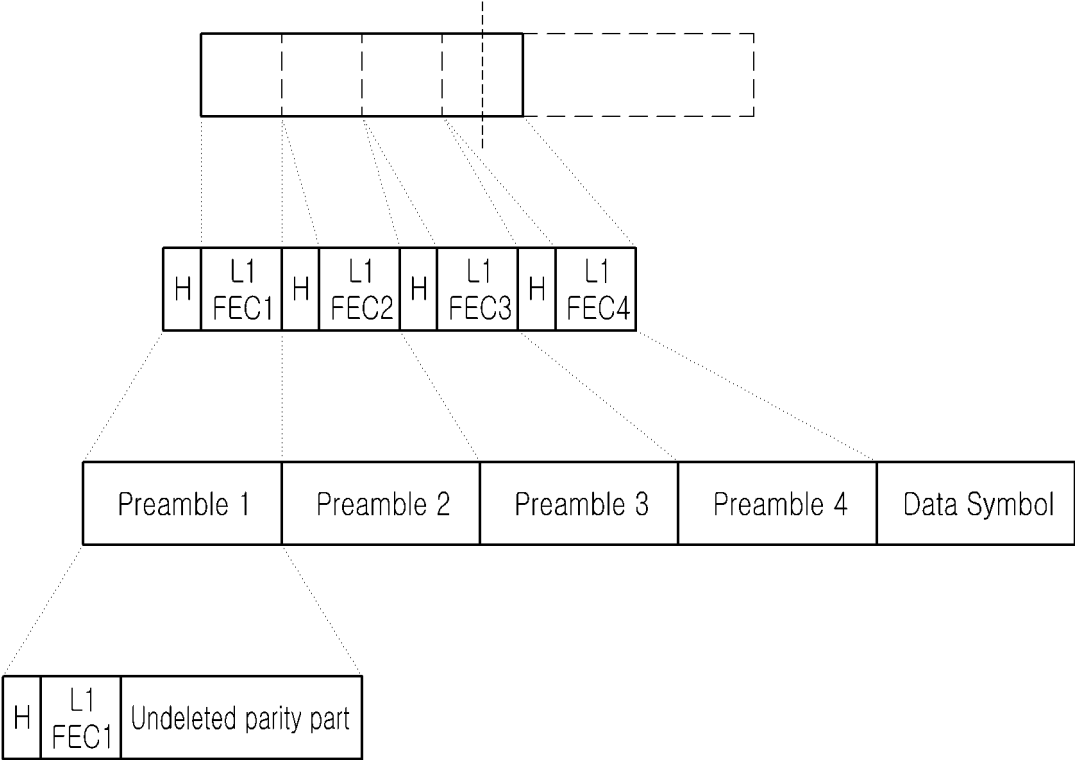 H L1 FEC1 H L1 FEC2 H L1 FEC3 H L1 FEC4
Preamble 1 Preamble 2 Preamble 3 Preamble 4 Data Symbol
H L1 FEC1 Undeleted parity part